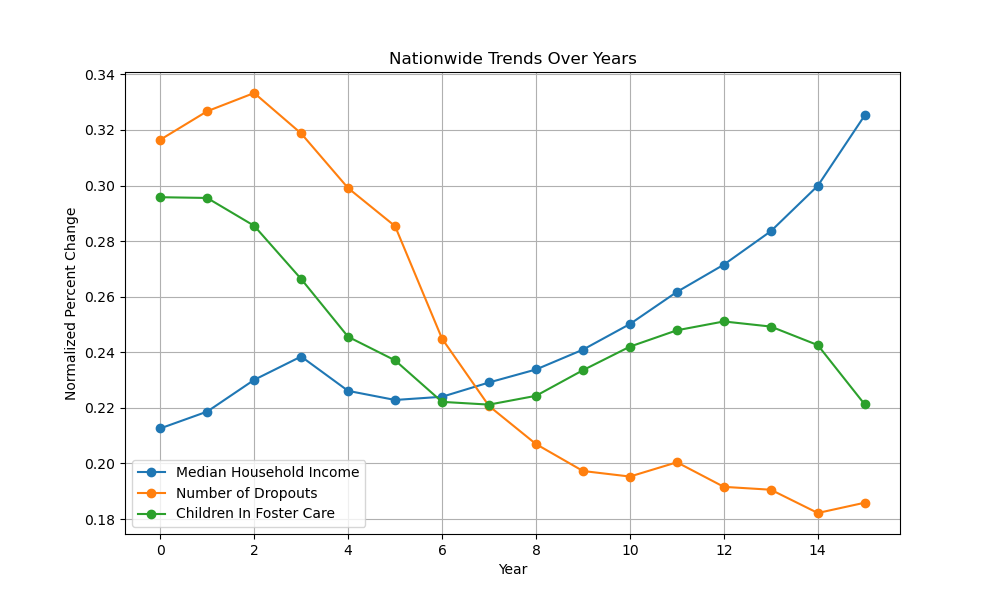 Nationwide Trends Over Years
Normalized Percent Change
0.34
0.32
0.30
0.28
0.26
0.24
0.22
0.20
0.18
Median Household Income
Number of Dropouts
Children In Foster Care
0 2 4 6 8 10 12 14
Year